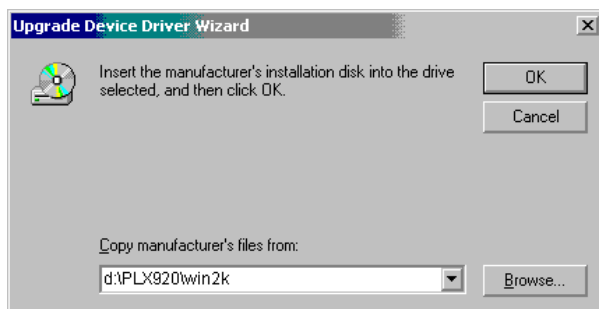 Upgrade Device Driver Wizard
Insert the manufacturer's installation disk into the drive
selected, and then click OK.
OK
Cancel
Copy manufacturer's files from:
d:\PLX920\win2k
Browse...